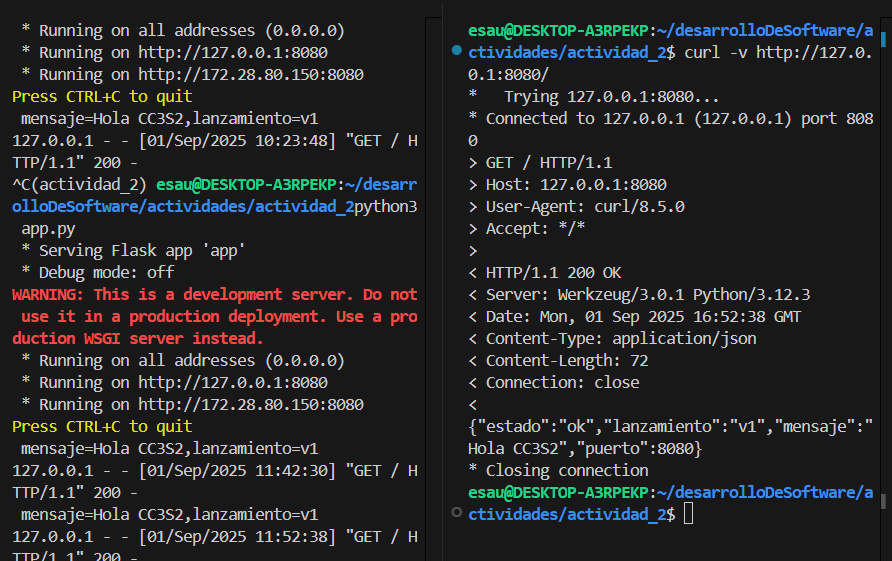 * Running on all addresses (0.0.0.0)
 * Running on http://127.0.0.1:8080
 * Running on http://172.28.80.150:8080
Press CTRL+C to quit
 mensaje=Hola CC3S2,lanzamiento=v1
127.0.0.1 - - [01/Sep/2025 10:23:48] "GET / H
TTP/1.1" 200 -
^C(actividad_2) esau@DESKTOP-A3RPEKP:~/desarr
olloDeSoftware/actividades/actividad_2python3
 app.py
 * Serving Flask app 'app'
 * Debug mode: off
WARNING: This is a development server. Do not
 use it in a production deployment. Use a pro
duction WSGI server instead.
 * Running on all addresses (0.0.0.0)
 * Running on http://127.0.0.1:8080
 * Running on http://172.28.80.150:8080
Press CTRL+C to quit
 mensaje=Hola CC3S2,lanzamiento=v1
127.0.0.1 - - [01/Sep/2025 11:42:30] "GET / H
TTP/1.1" 200 -
 mensaje=Hola CC3S2,lanzamiento=v1
127.0.0.1 - - [01/Sep/2025 11:52:38] "GET / H
TTP/1.1" 200 -
esau@DESKTOP-A3RPEKP:~/desarrolloDeSoftware/a
ctividades/actividad_2$ curl -v http://127.0.
0.1:8080/
*   Trying 127.0.0.1:8080...
* Connected to 127.0.0.1 (127.0.0.1) port 808
0
> GET / HTTP/1.1
> Host: 127.0.0.1:8080
> User-Agent: curl/8.5.0
> Accept: */*
>
< HTTP/1.1 200 OK
< Server: Werkzeug/3.0.1 Python/3.12.3
< Date: Mon, 01 Sep 2025 16:52:38 GMT
< Content-Type: application/json
< Content-Length: 72
< Connection: close
<
{"estado":"ok","lanzamiento":"v1","mensaje":"
Hola CC3S2","puerto":8080}
* Closing connection
esau@DESKTOP-A3RPEKP:~/desarrolloDeSoftware/a
ctividades/actividad_2$